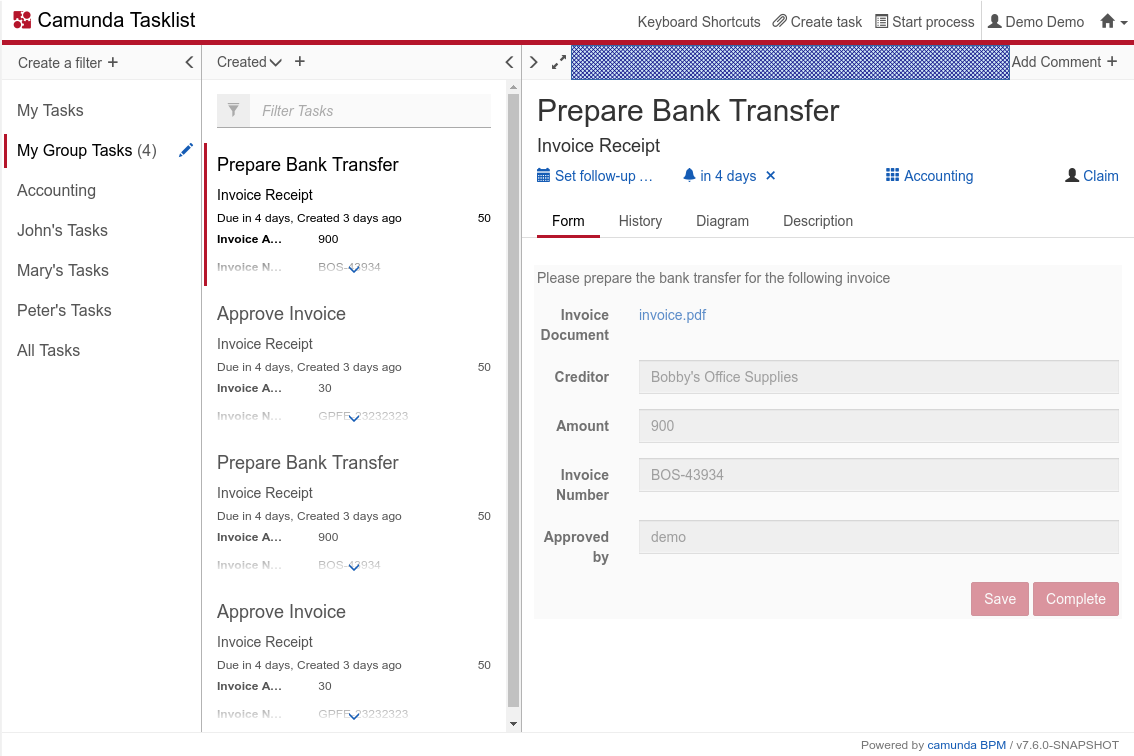 Camunda Tasklist
Keyboard Shortcuts Create task Start process Demo Demo
Create a filter +
Created +
Add Comment +
My Tasks
My Group Tasks (4)
Accounting
John's Tasks
Mary's Tasks
Peter's Tasks
All Tasks
Filter Tasks
Prepare Bank Transfer
Invoice Receipt
Due in 4 days, Created 3 days ago 50
Invoice A... 900
Invoice N... BOS-43934
Approve Invoice
Invoice Receipt
Due in 4 days, Created 3 days ago 50
Invoice A... 30
Invoice N... GPFE-23232323
Prepare Bank Transfer
Invoice Receipt
Due in 4 days, Created 3 days ago 50
Invoice A... 900
Invoice N... BOS-43934
Approve Invoice
Invoice Receipt
Due in 4 days, Created 3 days ago 50
Invoice A... 30
Invoice N... GPFE-23232323
Prepare Bank Transfer
Invoice Receipt
Set follow-up ... in 4 days × Accounting Claim
Form History Diagram Description
Please prepare the bank transfer for the following invoice
Invoice Document invoice.pdf
Creditor Bobby's Office Supplies
Amount 900
Invoice Number BOS-43934
Approved by demo
Save Complete
Powered by camunda BPM / v7.6.0-SNAPSHOT